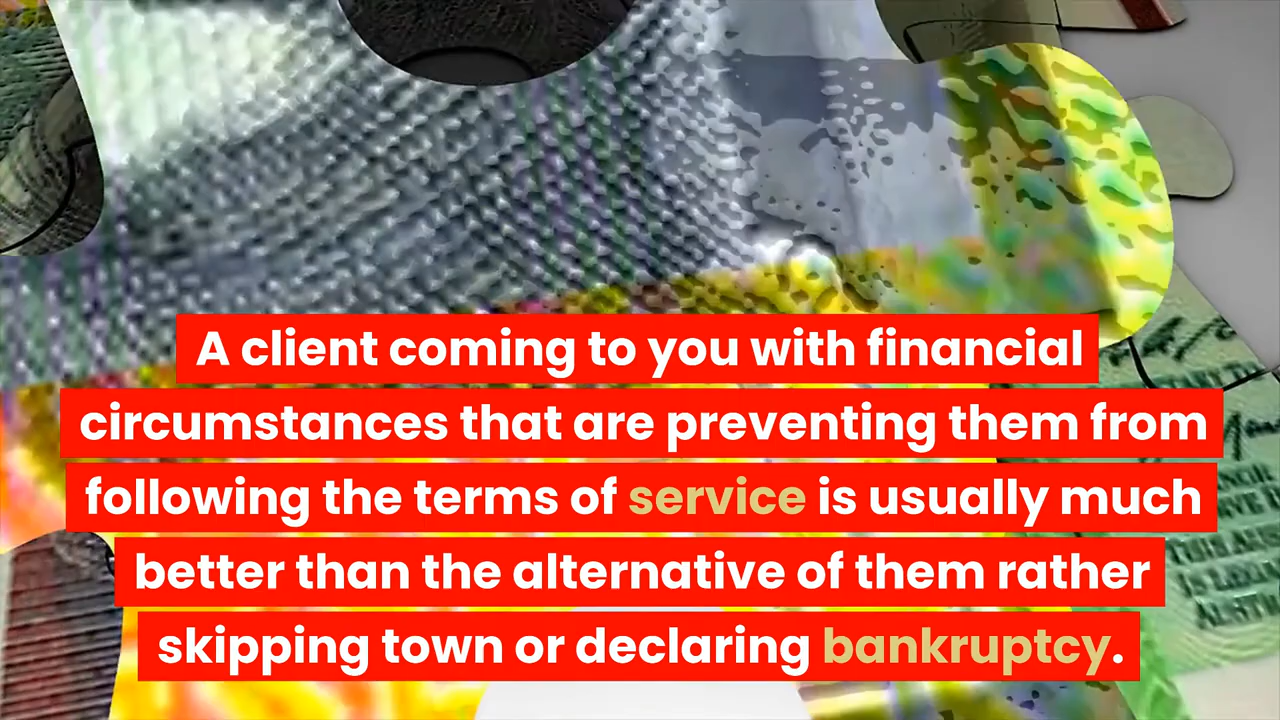 A client coming to you with financial
circumstances that are preventing them from
following the terms of service is usually much
better than the alternative of them rather
skipping town or declaring bankruptcy.